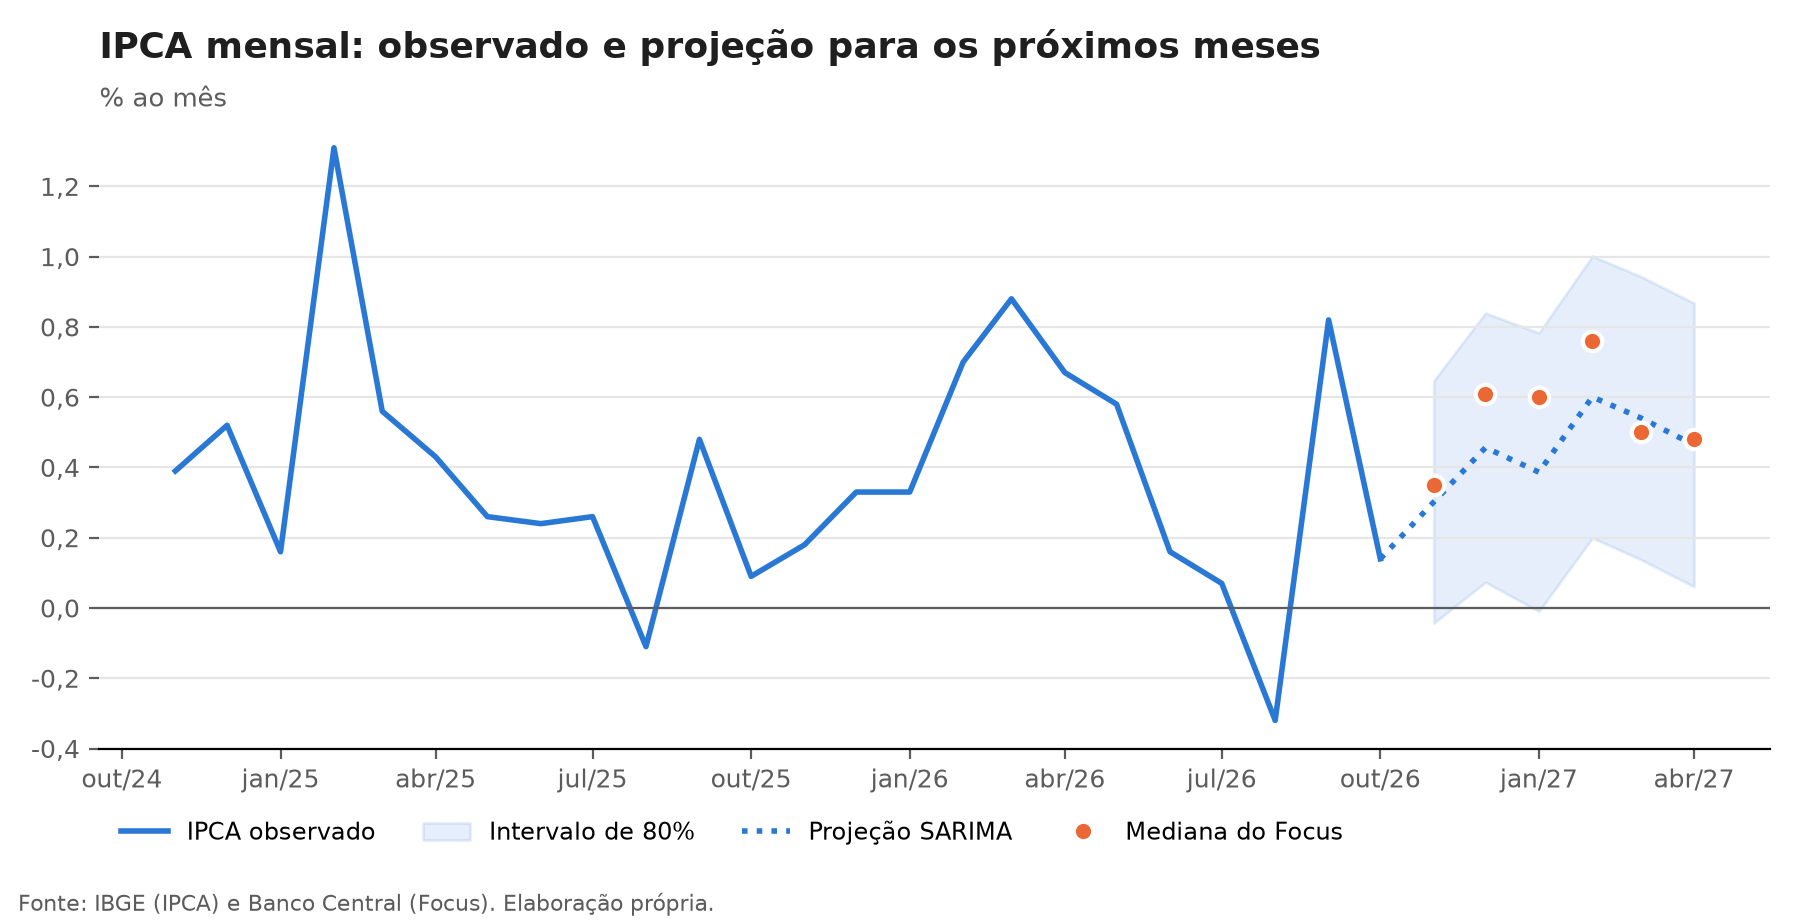 IPCA mensal: observado e projeção para os próximos meses
% ao mês
1,2
1,0
0,8
0,6
0,4
0,2
0,0
-0,2
-0,4
out/24 jan/25 abr/25 jul/25 out/25 jan/26 abr/26 jul/26 out/26 jan/27 abr/27
IPCA observado Intervalo de 80% Projeção SARIMA Mediana do Focus
Fonte: IBGE (IPCA) e Banco Central (Focus). Elaboração própria.